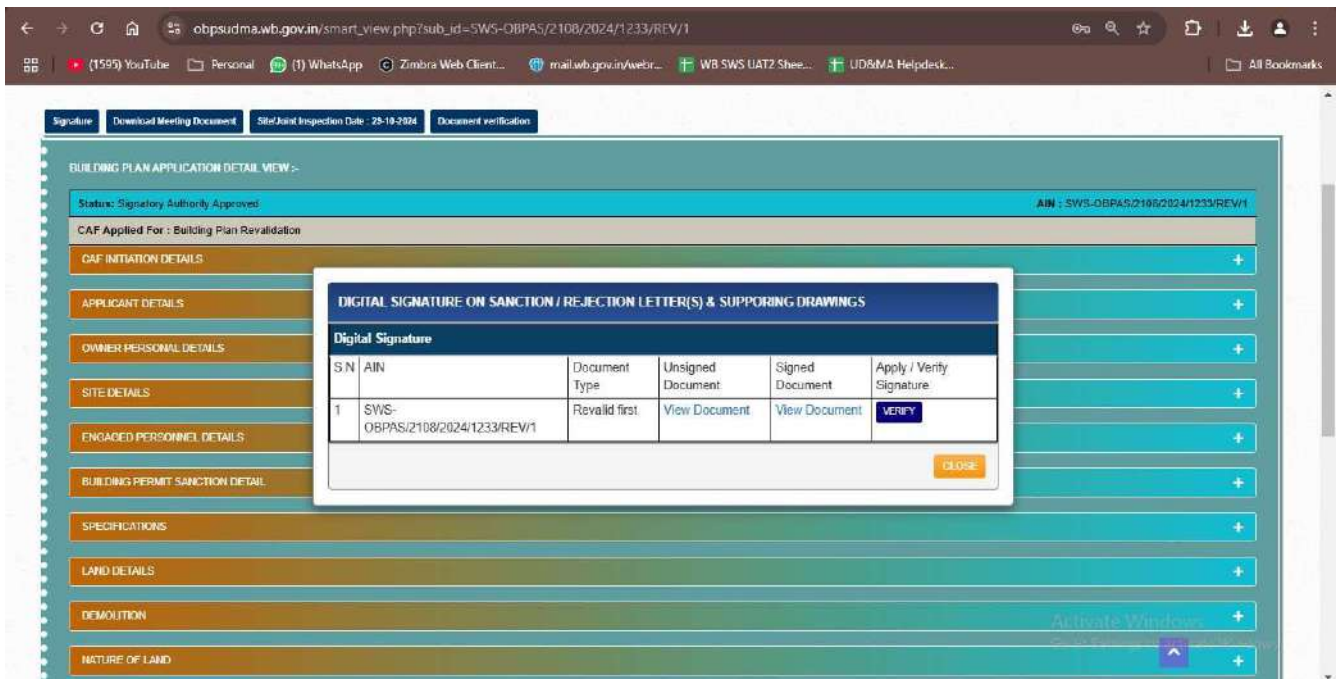 obpsudma.wb.gov.in/smart_view.php?sub_id=SWS-OBPAS/2108/2024/1233/REV/1
(1595) YouTube Personal (1) WhatsApp Zimbra Web Client... mail.wb.gov.in/webr... WB SWS UAT2 Shee... UD&MA Helpdesk... All Bookmarks
Signature Download Meeting Document Site/Joint Inspection Date : 29-10-2024 Document verification
BUILDING PLAN APPLICATION DETAIL VIEW :-
Status: Signatory Authority Approved AIN : SWS-OBPAS/2108/2024/1233/REV/1
CAF Applied For : Building Plan Revalidation
CAF INITIATION DETAILS
APPLICANT DETAILS
OWNER PERSONAL DETAILS
SITE DETAILS
ENGAGED PERSONNEL DETAILS
BUILDING PERMIT SANCTION DETAIL
SPECIFICATIONS
LAND DETAILS
DEMOLITION
NATURE OF LAND
DIGITAL SIGNATURE ON SANCTION / REJECTION LETTER(S) & SUPPORING DRAWINGS
Digital Signature
S.N AIN Document Type Unsigned Document Signed Document Apply / Verify Signature
1 SWS-OBPAS/2108/2024/1233/REV/1 Revalid first View Document View Document VERIFY
CLOSE
Activate Windows